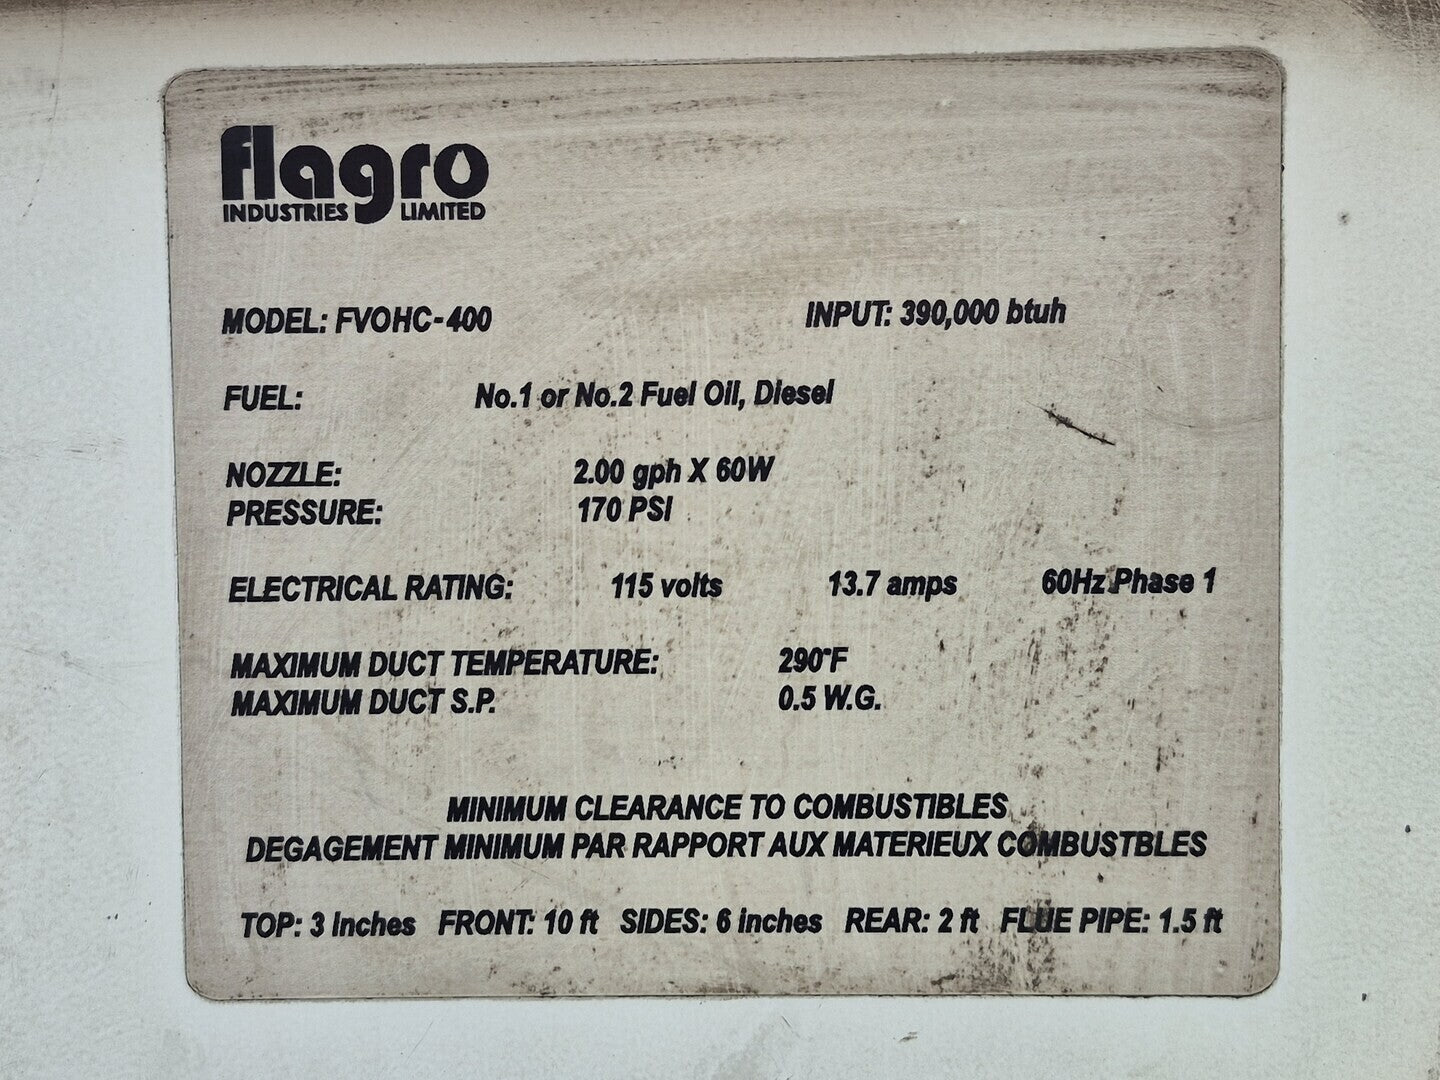 flagro
INDUSTRIES LIMITED
MODEL: FVOHC-400 INPUT: 390,000 btuh
FUEL: No.1 or No.2 Fuel Oil, Diesel
NOZZLE: 2.00 gph X 60W
PRESSURE: 170 PSI
ELECTRICAL RATING: 115 volts 13.7 amps 60Hz Phase 1
MAXIMUM DUCT TEMPERATURE: 290°F
MAXIMUM DUCT S.P. 0.5 W.G.
MINIMUM CLEARANCE TO COMBUSTIBLES
DEGAGEMENT MINIMUM PAR RAPPORT AUX MATERIEUX COMBUSTBLES
TOP: 3 inches FRONT: 10 ft SIDES: 6 inches REAR: 2 ft FLUE PIPE: 1.5 ft